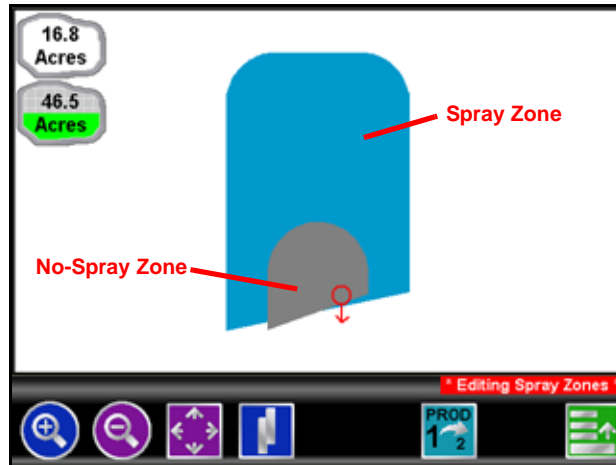 16.8
Acres
46.5
Acres
Spray Zone
No-Spray Zone
* Editing Spray Zones *
PROD
1 2